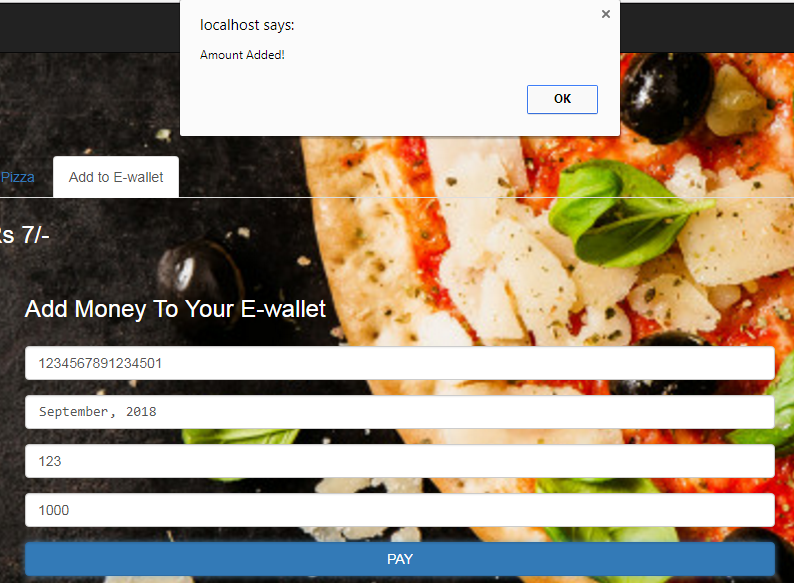 localhost says:
Amount Added!
OK
Pizza
Add to E-wallet
s 7/-
Add Money To Your E-wallet
1234567891234501
September, 2018
123
1000
PAY